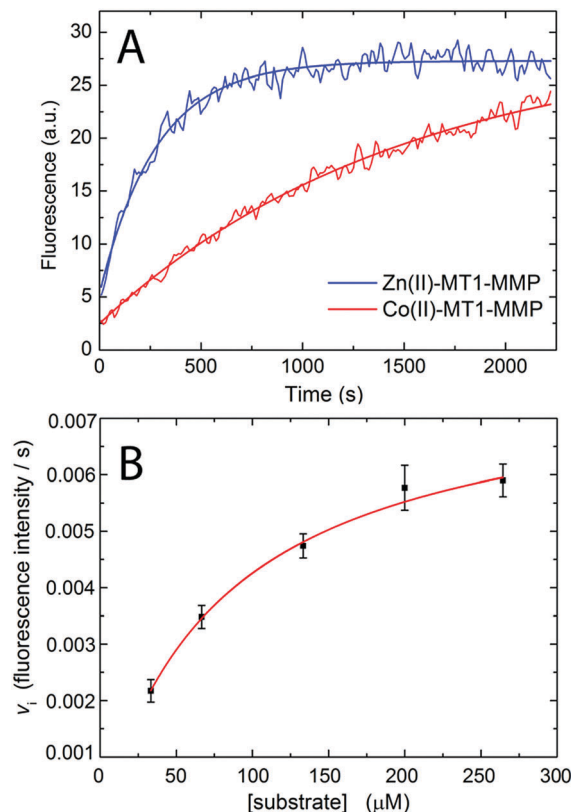 A
30
25
20
15
10
5
0
Fluorescence (a.u.)
Zn(II)-MT1-MMP
Co(II)-MT1-MMP
0 500 1000 1500 2000
Time (s)
B
0.007
0.006
0.005
0.004
0.003
0.002
0.001
vi (fluorescence intensity / s)
0 50 100 150 200 250 300
[substrate] (μM)